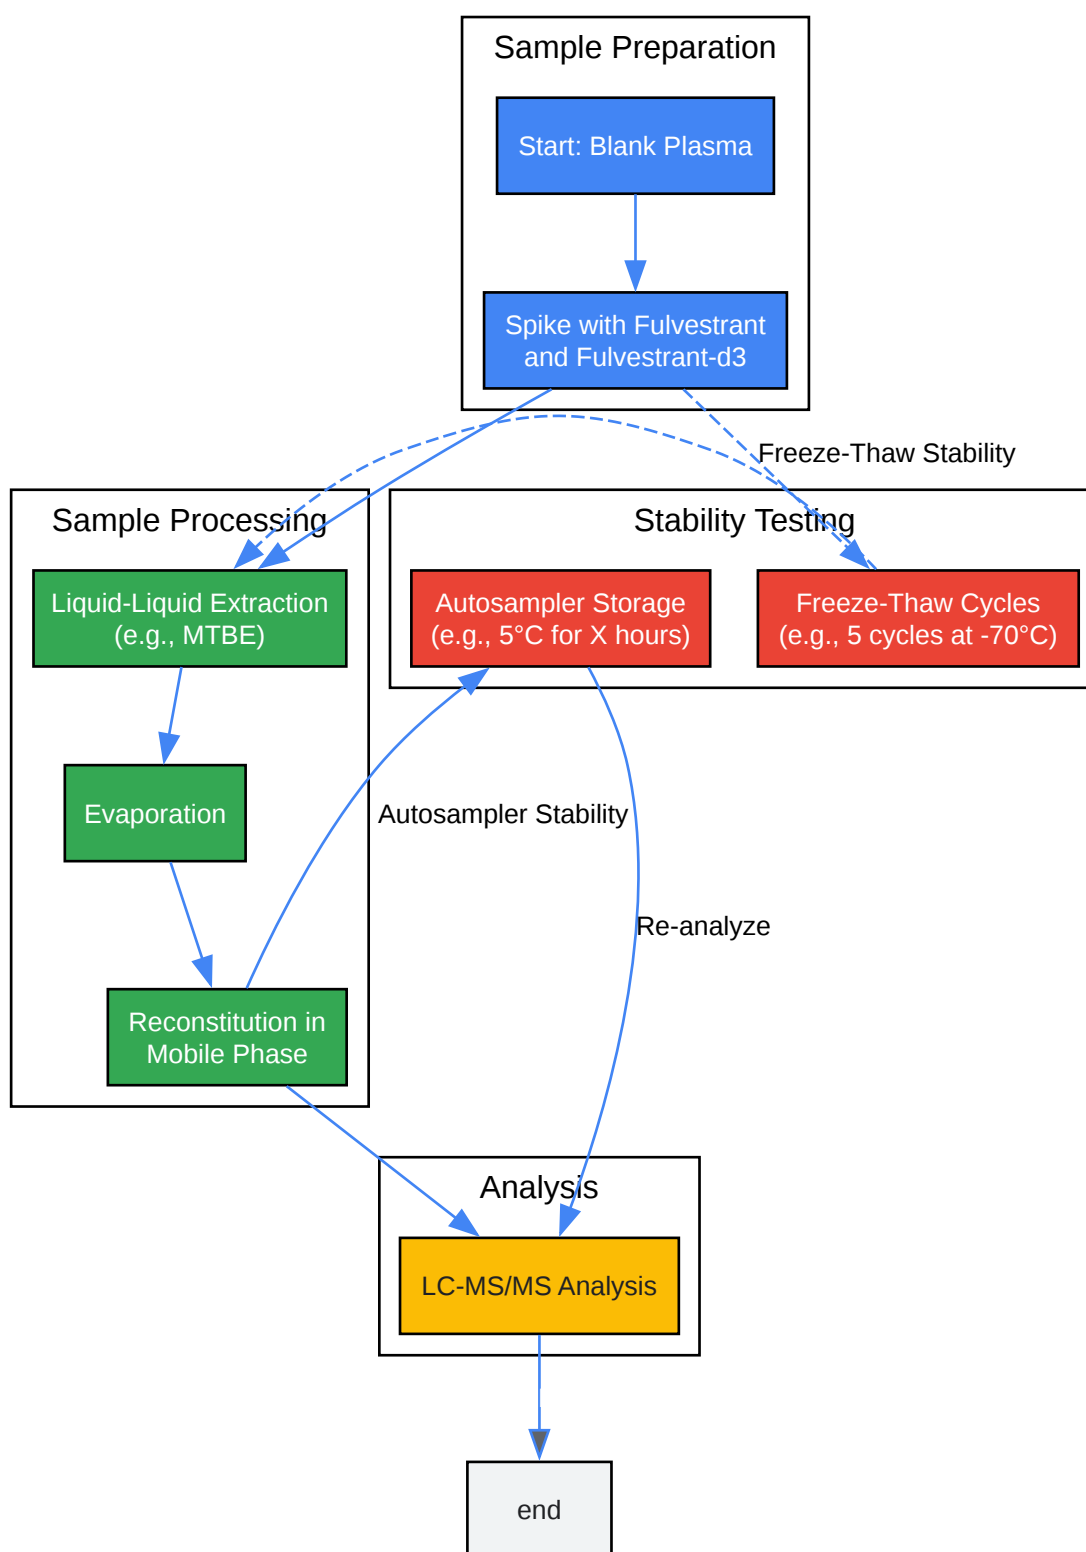 Sample Preparation
Start: Blank Plasma
Spike with Fulvestrant
and Fulvestrant-d3
Freeze-Thaw Stability
Sample Processing
Stability Testing
Liquid-Liquid Extraction
(e.g., MTBE)
Autosampler Storage
(e.g., 5°C for X hours)
Freeze-Thaw Cycles
(e.g., 5 cycles at -70°C)
Evaporation
Autosampler Stability
Re-analyze
Reconstitution in
Mobile Phase
Analysis
LC-MS/MS Analysis
end